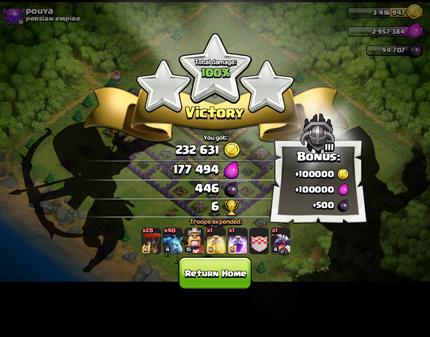 pouya
persian empire
3 416 947
2 957 384
94 707
Total damage:
100%
Victory
You got:
232 631
177 494
446
6
III
Bonus:
+100000
+100000
+500
Troops expended:
x28 x40 x1 x1 x1
Return Home